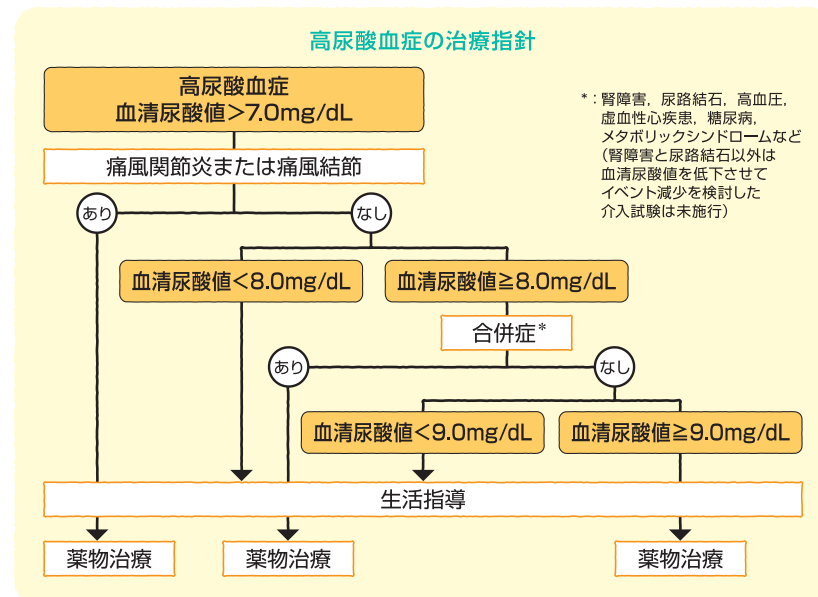 高尿酸血症の治療指針
高尿酸血症
血清尿酸値>7.0mg/dL
*:腎障害,尿路結石,高血圧,
虚血性心疾患,糖尿病,
メタボリックシンドロームなど
(腎障害と尿路結石以外は
血清尿酸値を低下させて
イベント減少を検討した
介入試験は未施行)
痛風関節炎または痛風結節
あり
なし
血清尿酸値<8.0mg/dL
血清尿酸値≧8.0mg/dL
合併症*
あり
なし
血清尿酸値<9.0mg/dL
血清尿酸値≧9.0mg/dL
生活指導
薬物治療
薬物治療
薬物治療